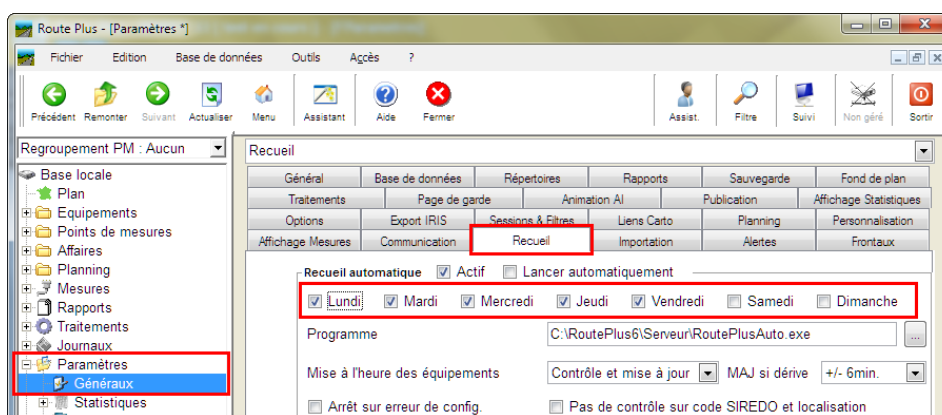 Route Plus - [Paramètres *]
Fichier Edition Base de données Outils Accès ?
Précédent Remonter Suivant Actualiser Menu Assistant Aide Fermer Assist. Filtre Suivi Non géré Sortir
Regroupement PM : Aucun
Recueil
Base locale
Plan
Equipements
Points de mesures
Affaires
Planning
Mesures
Rapports
Traitements
Journaux
Paramètres
Généraux
Statistiques
Général Base de données Répertoires Rapports Sauvegarde Fond de plan
Traitements Page de garde Animation AI Publication Affichage Statistiques
Options Export IRIS Sessions & Filtres Liens Carto Planning Personnalisation
Affichage Mesures Communication Recueil Importation Alertes Frontaux
Recueil automatique Actif Lancer automatiquement
Lundi Mardi Mercredi Jeudi Vendredi Samedi Dimanche
Programme C:\RoutePlus6\Serveur\RoutePlusAuto.exe ...
Mise à l'heure des équipements Contrôle et mise à jour MAJ si dérive +/- 6min.
Arrêt sur erreur de config. Pas de contrôle sur code SIREDO et localisation